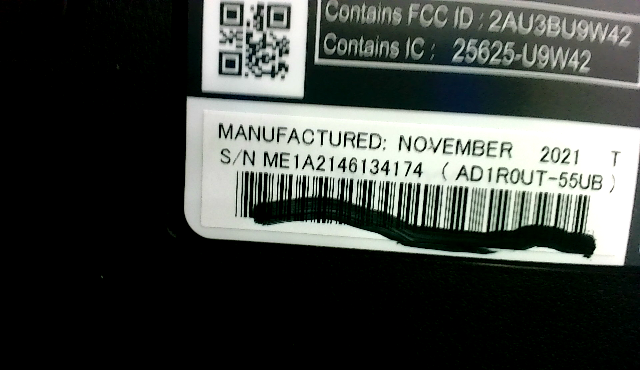 Contains FCC ID : 2AU3BU9W42
Contains IC : 25625-U9W42
MANUFACTURED: NOVEMBER 2021 T
S/N ME1A2146134174 (AD1R0UT-55UB)